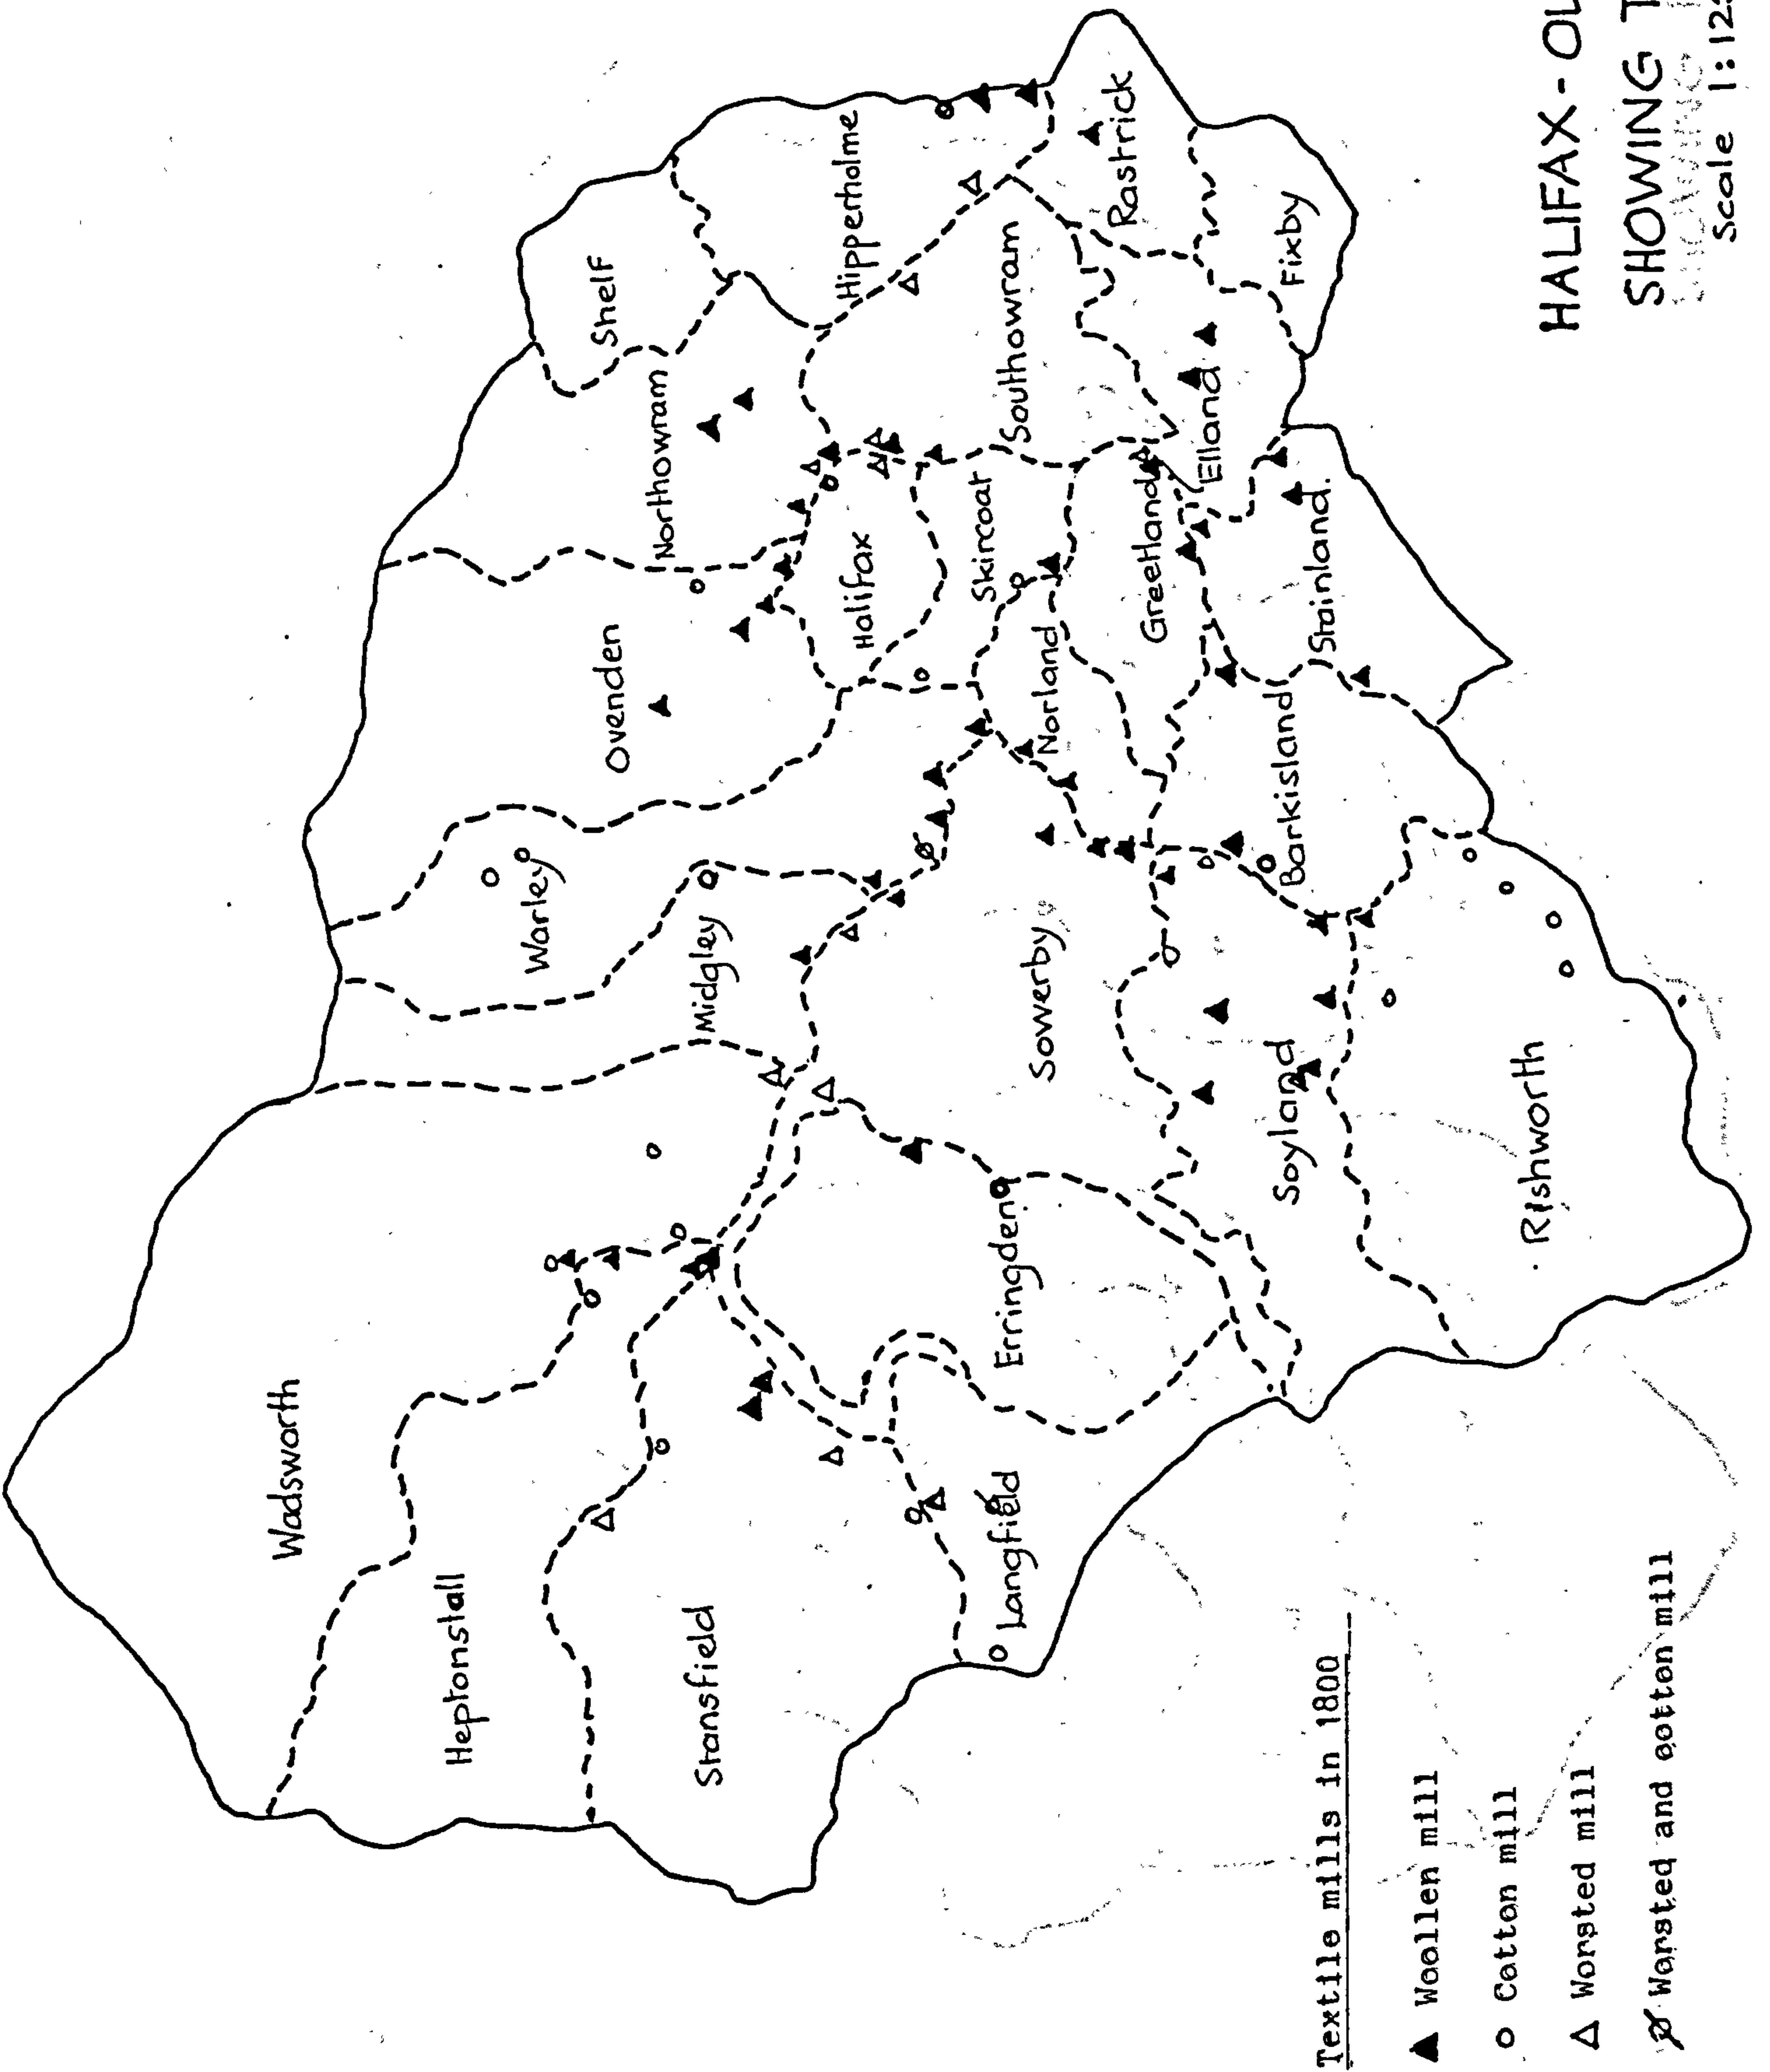 HALIFAX - OL
SHOWING T
Scale 1:12
Wadsworth
Heptonstall
Stansfield
Langfield
Erringden
Midgley
Warley
Ovenden
Northowram
Shelf
Hipperholme
Halifax
Skircoat
Southowram
Rastrick
Fixby
Elland
Greetland
Norland
Sowerby
Stainland.
Barkisland
Soyland
Rishworth
Textile mills in 1800
Woollen mill
Cotton mill
Worsted mill
Worsted and cotton mill